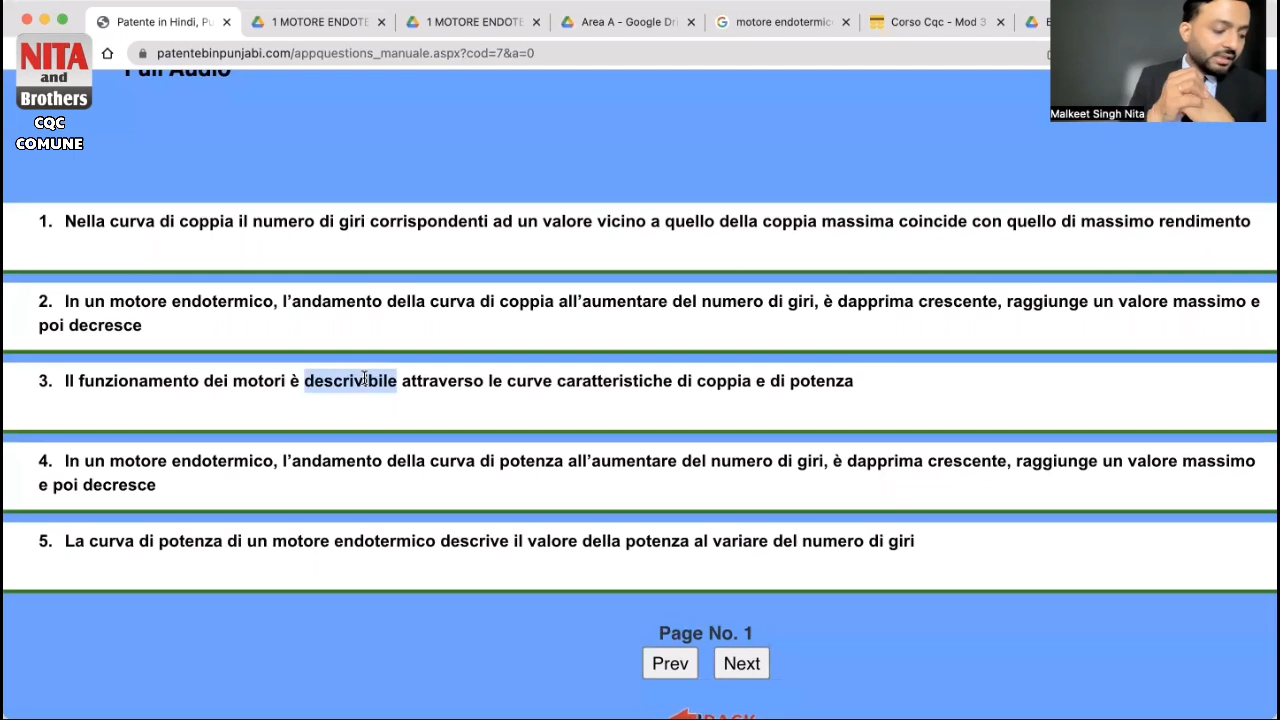 Patente in Hindi, Pu
1 MOTORE ENDOTE
1 MOTORE ENDOT
Area A - Google Dri
motore endotermic
Corso Cqc - Mod 3
patentebinpunjabi.com/appquestions_manuale.aspx?cod=7&a=0
NITA
and
Brothers
CQC
COMUNE
Full Audio
Malkeet Singh Nita
1. Nella curva di coppia il numero di giri corrispondenti ad un valore vicino a quello della coppia massima coincide con quello di massimo rendimento
2. In un motore endotermico, l'andamento della curva di coppia all'aumentare del numero di giri, è dapprima crescente, raggiunge un valore massimo e
poi decresce
3. Il funzionamento dei motori è descrivibile attraverso le curve caratteristiche di coppia e di potenza
4. In un motore endotermico, l'andamento della curva di potenza all'aumentare del numero di giri, è dapprima crescente, raggiunge un valore massimo
e poi decresce
5. La curva di potenza di un motore endotermico descrive il valore della potenza al variare del numero di giri
Page No. 1
Prev Next
BACK